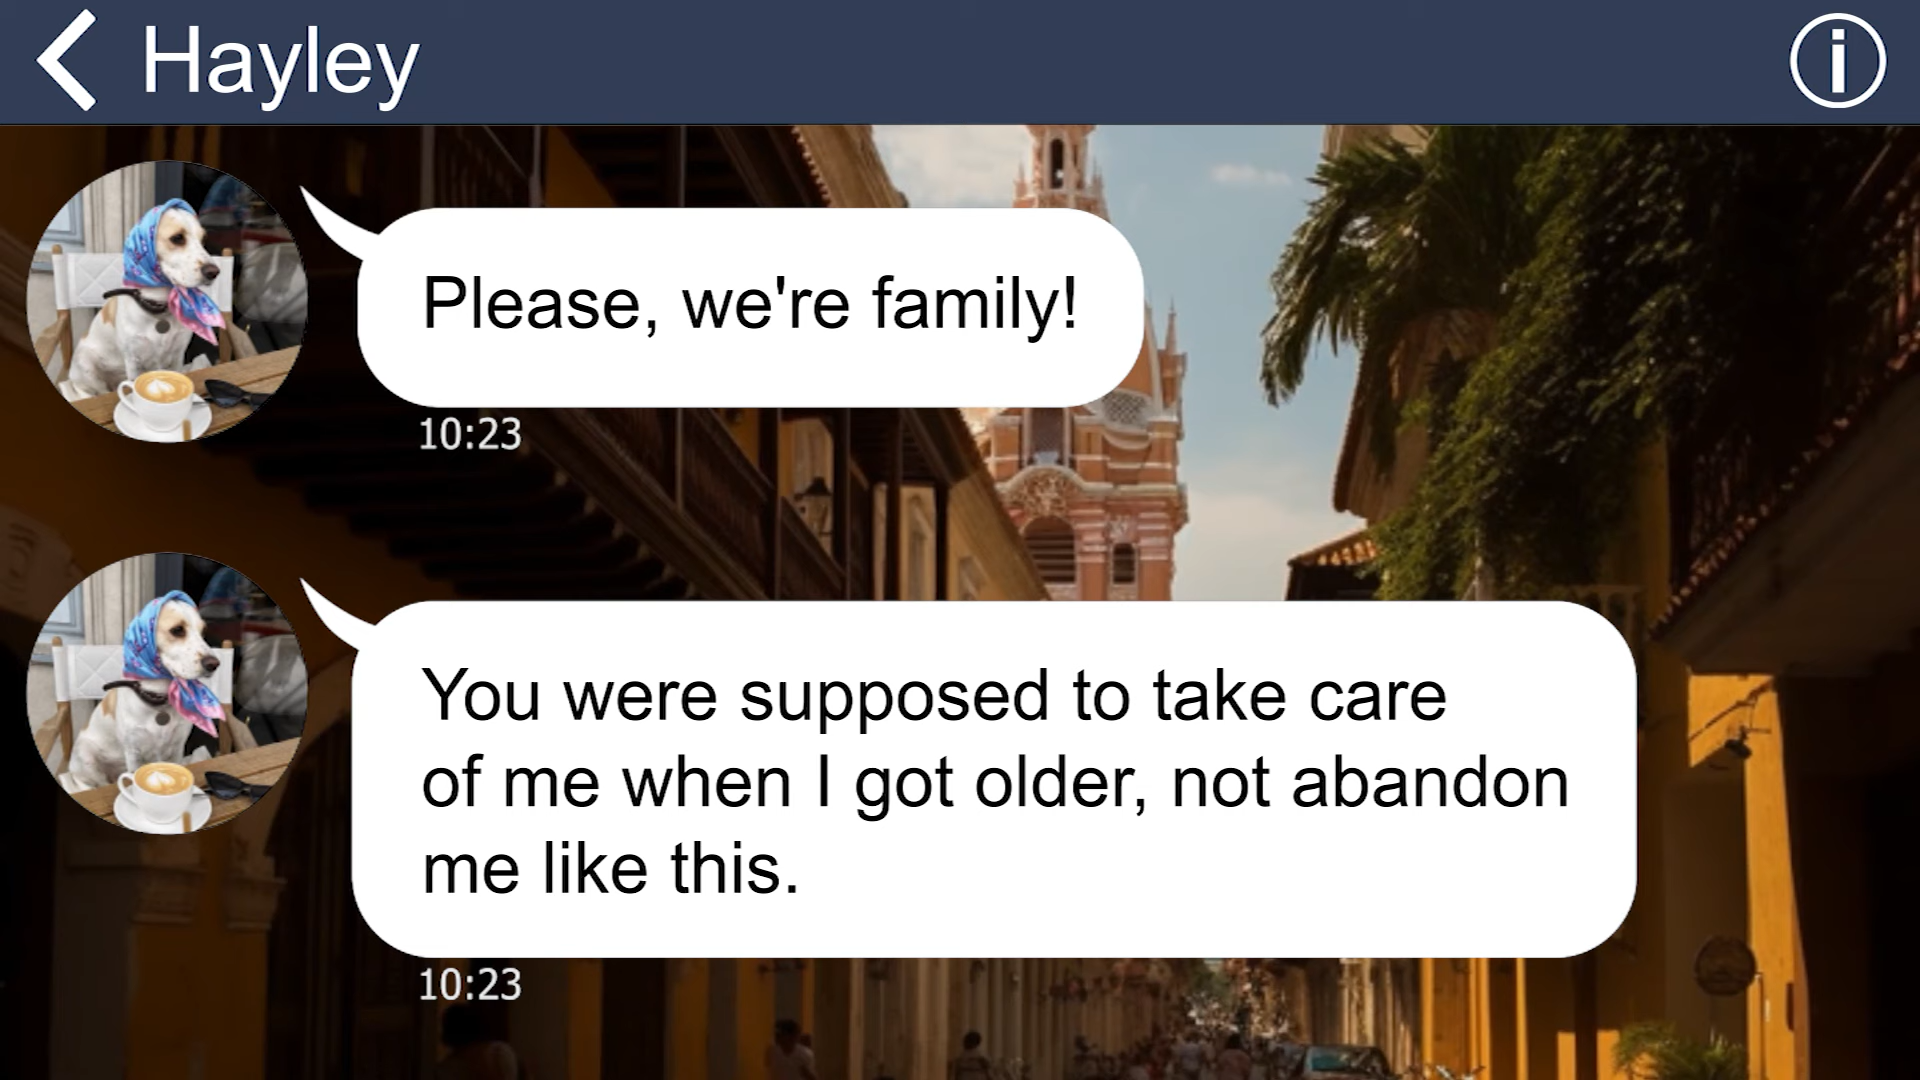 Hayley
Please, we're family!
10:23
You were supposed to take care
of me when I got older, not abandon
me like this.
10:23